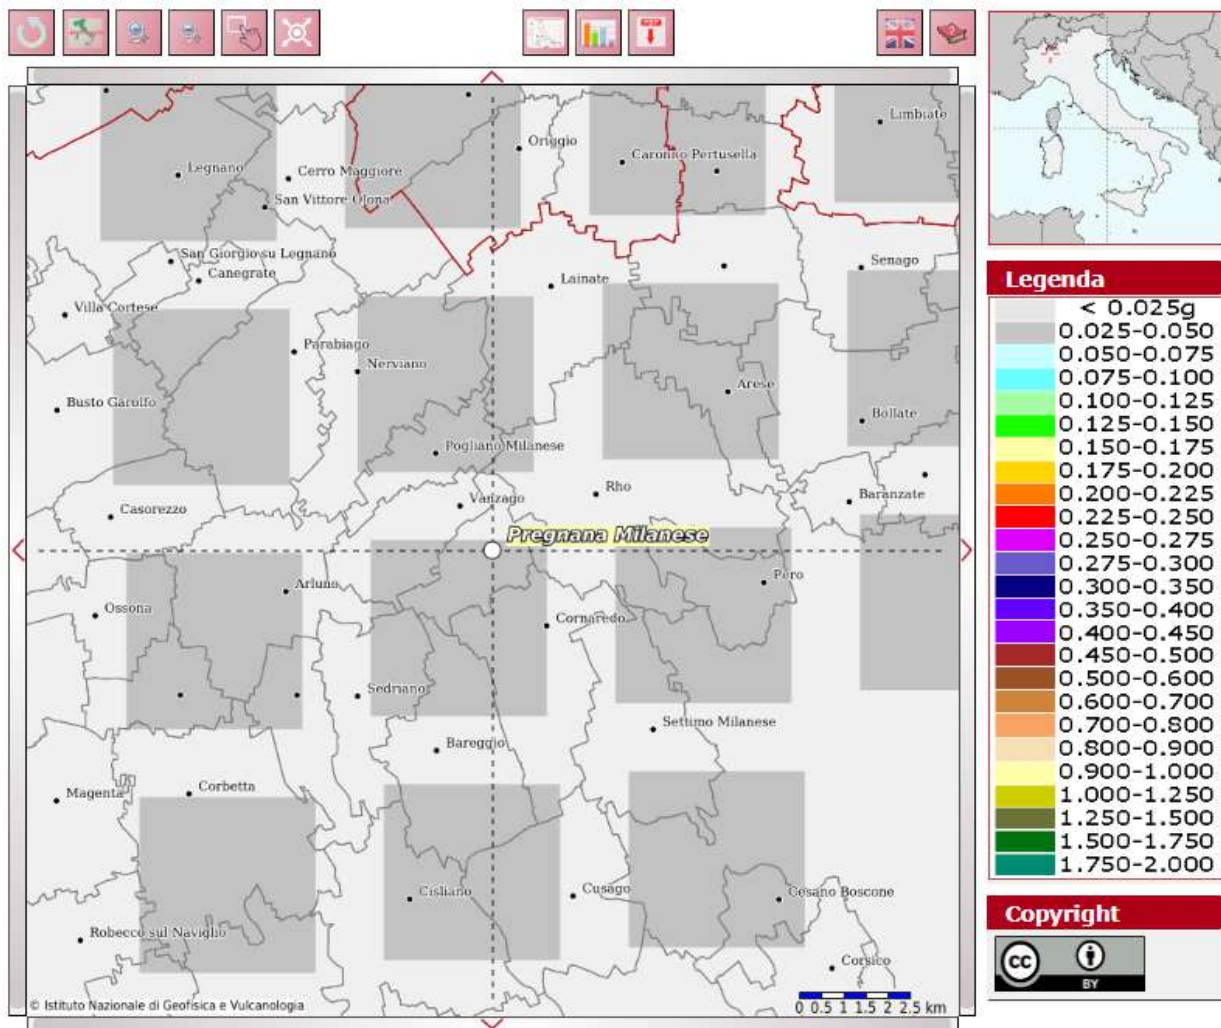 Limbiate
Origgio
Caronno Pertusella
Legnano
Cerro Maggiore
San Vittore Olona
San Giorgio su Legnano
Canegrate
Senago
Lainate
Villa Cortese
Parabiago
Nerviano
Arese
Busto Garolfo
Bollate
Pogliano Milanese
Rho
Vanzago
Baranzate
Casorezzo
Pregnana Milanese
Arluno
Pero
Ossona
Cornaredo
Sedriano
Settimo Milanese
Bareggio
Magenta
Corbetta
Cisliano
Cusago
Cesano Boscone
Robecco sul Naviglio
Corsico
© Istituto Nazionale di Geofisica e Vulcanologia
0 0.5 1 1.5 2 2.5 km
Legenda
< 0.025g
0.025-0.050
0.050-0.075
0.075-0.100
0.100-0.125
0.125-0.150
0.150-0.175
0.175-0.200
0.200-0.225
0.225-0.250
0.250-0.275
0.275-0.300
0.300-0.350
0.350-0.400
0.400-0.450
0.450-0.500
0.500-0.600
0.600-0.700
0.700-0.800
0.800-0.900
0.900-1.000
1.000-1.250
1.250-1.500
1.500-1.750
1.750-2.000
Copyright
cc
BY